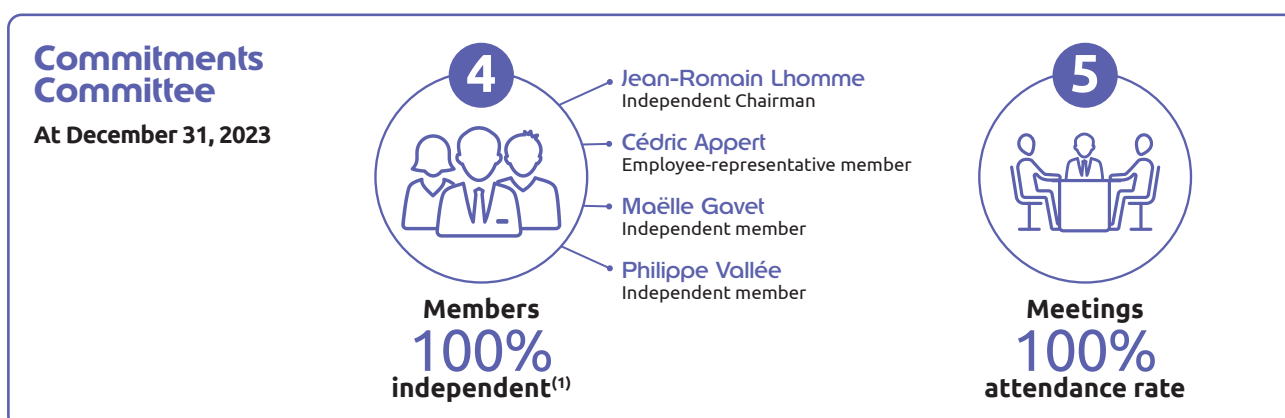 Commitments
Committee
At December 31, 2023
4
Jean-Romain Lhomme
Independent Chairman
Cédric Appert
Employee-representative member
Maëlle Gavet
Independent member
Philippe Vallée
Independent member
Members
100%
independent(1)
5
Meetings
100%
attendance rate